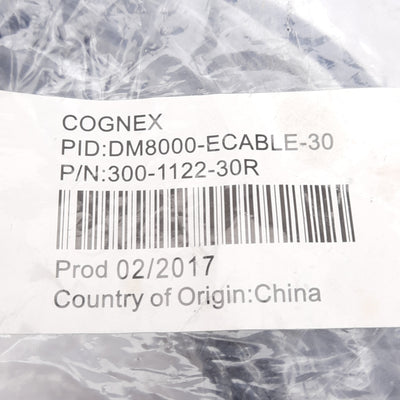 COGNEX
PID:DM8000-ECABLE-30
P/N:300-1122-30R
Prod 02/2017
Country of Origin:China